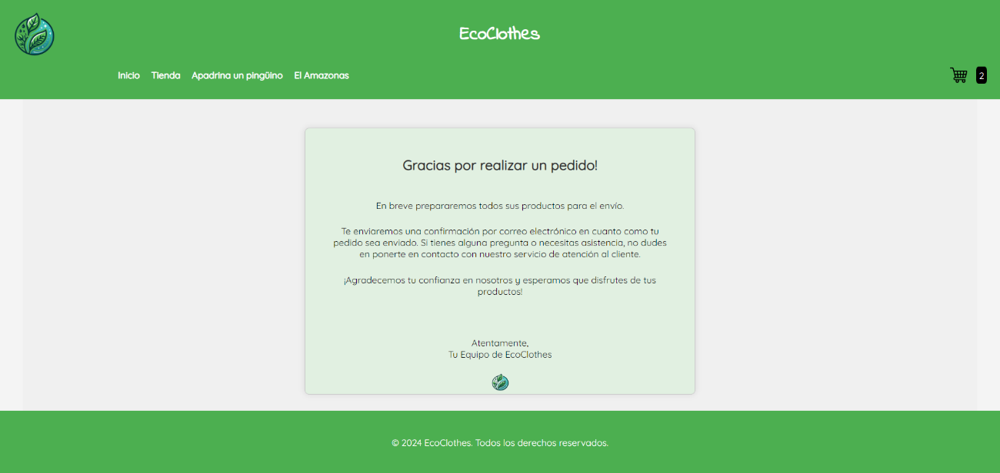 EcoClothes
Inicio Tienda Apadrina un pingüino El Amazonas
2
Gracias por realizar un pedido!
En breve prepararemos todos sus productos para el envío.
Te enviaremos una confirmación por correo electrónico en cuanto como tu
pedido sea enviado. Si tienes alguna pregunta o necesitas asistencia, no dudes
en ponerte en contacto con nuestro servicio de atención al cliente.
¡Agradecemos tu confianza en nosotros y esperamos que disfrutes de tus
productos!
Atentamente,
Tu Equipo de EcoClothes
© 2024 EcoClothes. Todos los derechos reservados.